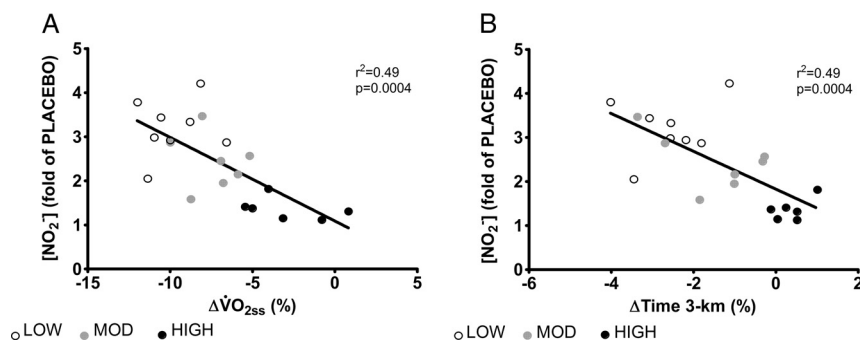 A
[NO₂⁻] (fold of PLACEBO)
5
4
3
2
1
0
r²=0.49
p=0.0004
-15
-10
-5
0
5
ΔV̇O₂ss (%)
LOW
MOD
HIGH
B
[NO₂⁻] (fold of PLACEBO)
5
4
3
2
1
0
r²=0.49
p=0.0004
-6
-4
-2
0
2
ΔTime 3-km (%)
LOW
MOD
HIGH